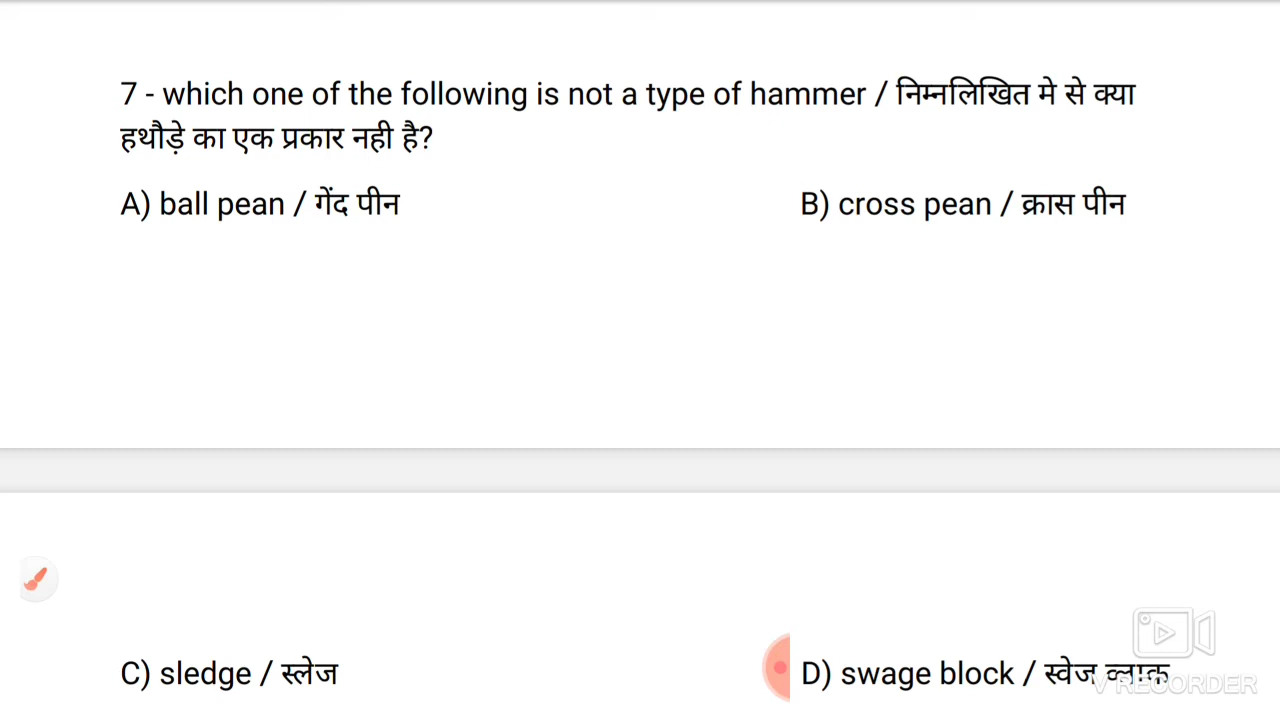 7 - which one of the following is not a type of hammer / निम्नलिखित मे से क्या
हथौड़े का एक प्रकार नही है?
A) ball pean / गेंद पीन
B) cross pean / क्रास पीन
C) sledge / स्लेज
D) swage block / स्वेज व्लाक
V RECORDER